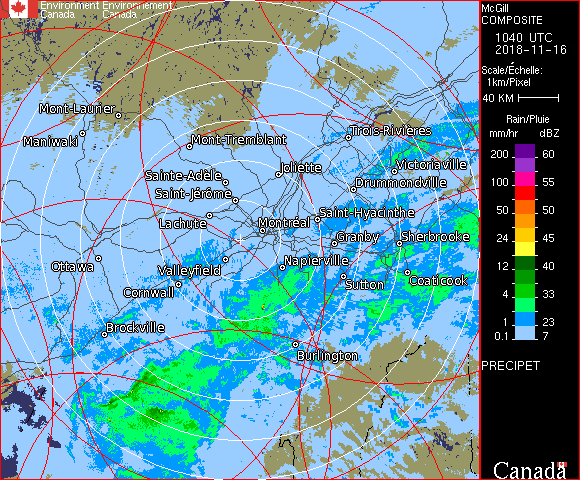 Environment Environnement
Canada Canada
McGill
COMPOSITE
1040 UTC
2018-11-16
Scale/Échelle:
1km/Pixel
40 KM
Rain/Pluie
mm/hr dBZ
200 60
100 55
50 50
24 45
12 40
4 33
1 23
0.1 7
PRECIPET
Canada
Mont-Laurier
Maniwaki
Mont-Tremblant
Trois-Rivières
Joliette
Victoriaville
Sainte-Adèle
Drummondville
Saint-Jérôme
Lachute
Saint-Hyacinthe
Montréal
Granby
Sherbrooke
Ottawa
Valleyfield
Napierville
Cornwall
Sutton
Coaticook
Brockville
Burlington